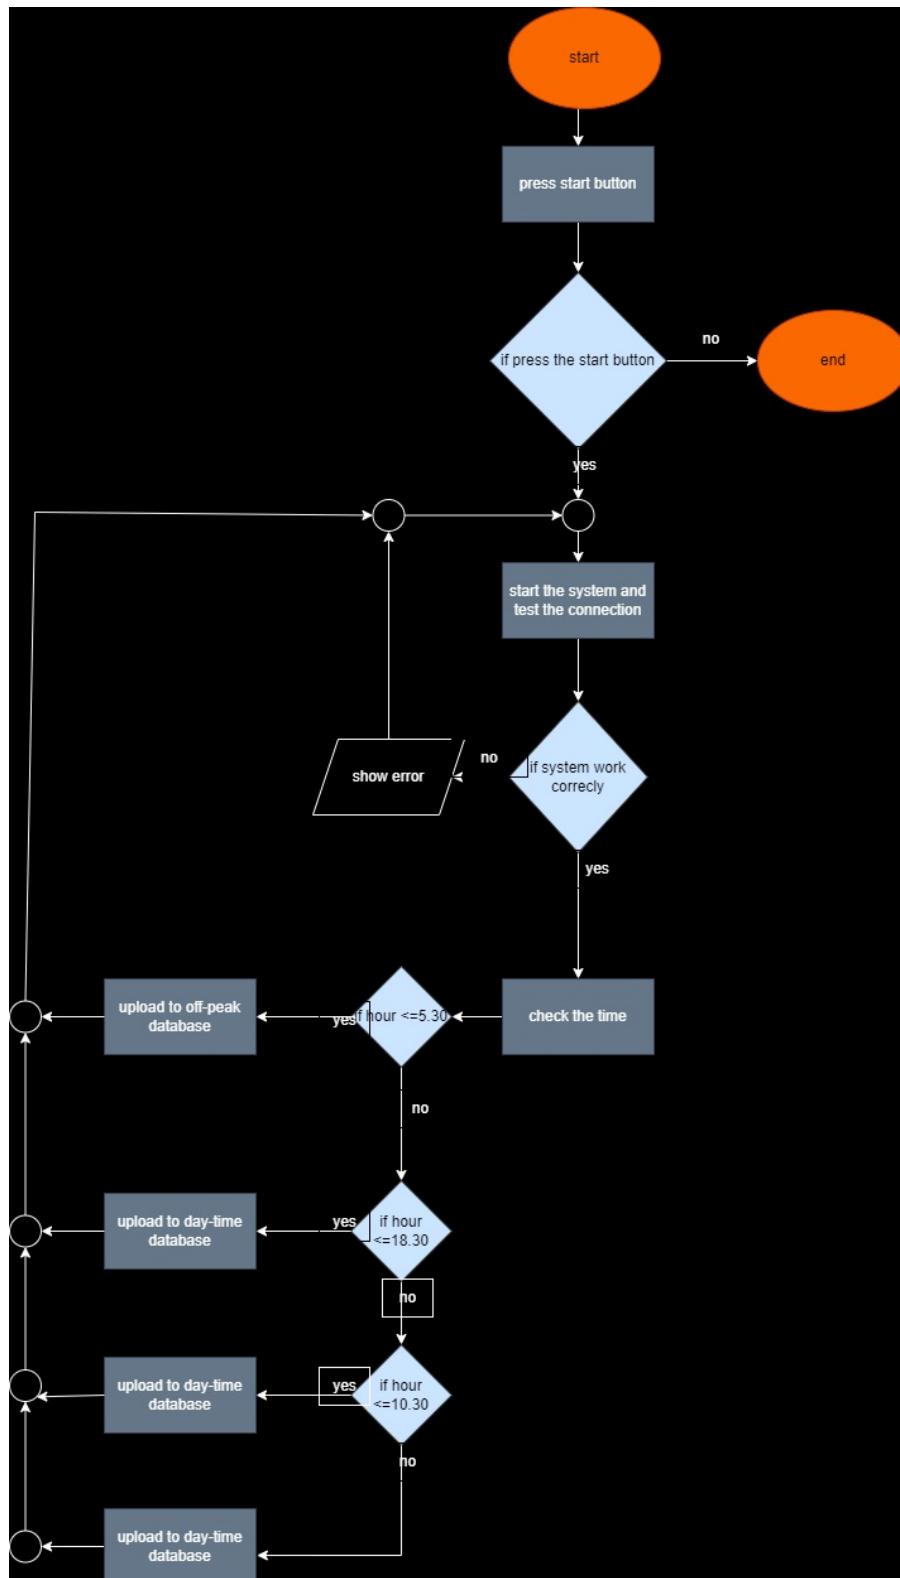 start
press start button
if press the start button
no
end
yes
start the system and
test the connection
if system work
correcly
no
show error
yes
check the time
if hour <=5.30
yes
upload to off-peak
database
no
if hour
<=18.30
yes
upload to day-time
database
no
if hour
<=10.30
yes
upload to day-time
database
no
upload to day-time
database